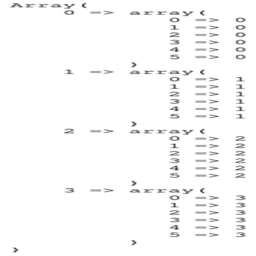 Array(
0 => array(
0 => 0
1 => 0
2 => 0
3 => 0
4 => 0
5 => 0
)
1 => array(
0 => 1
1 => 1
2 => 1
3 => 1
4 => 1
5 => 1
)
2 => array(
0 => 2
1 => 2
2 => 2
3 => 2
4 => 2
5 => 2
)
3 => array(
0 => 3
1 => 3
2 => 3
3 => 3
4 => 3
5 => 3
)
)